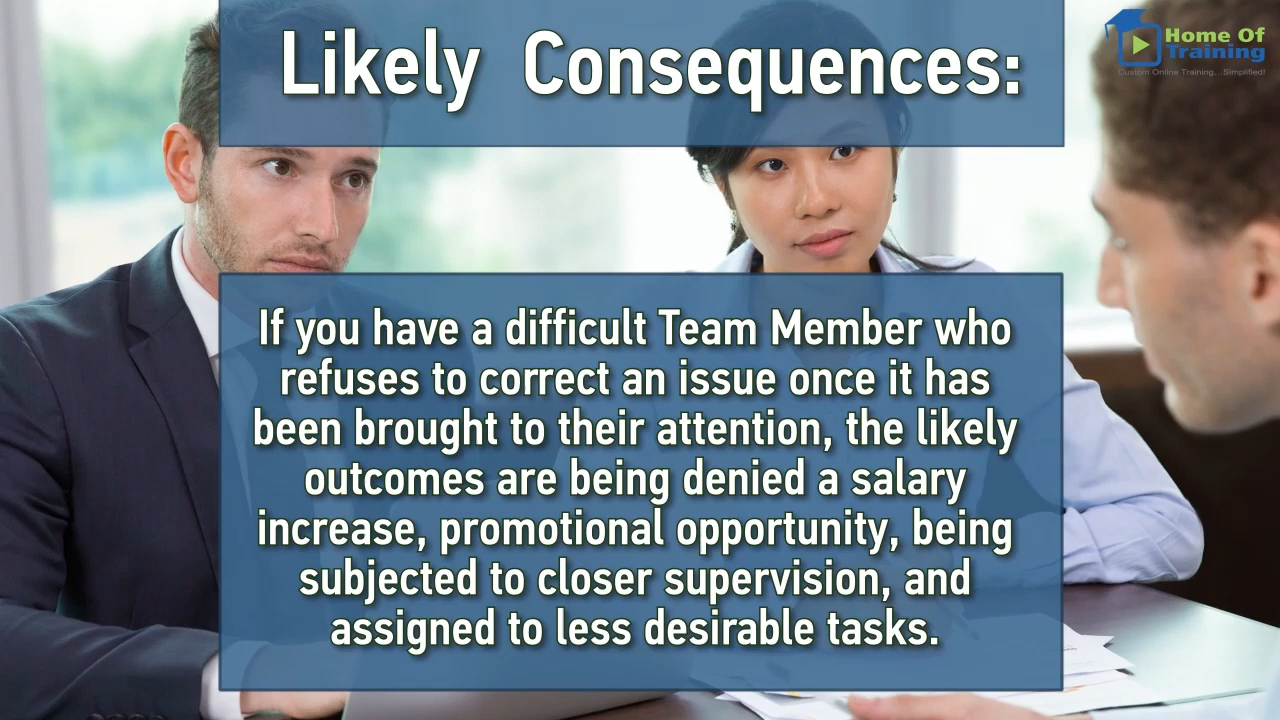 Home Of
Training
Custom Online Training...Simplified!
Likely Consequences:
If you have a difficult Team Member who
refuses to correct an issue once it has
been brought to their attention, the likely
outcomes are being denied a salary
increase, promotional opportunity, being
subjected to closer supervision, and
assigned to less desirable tasks.